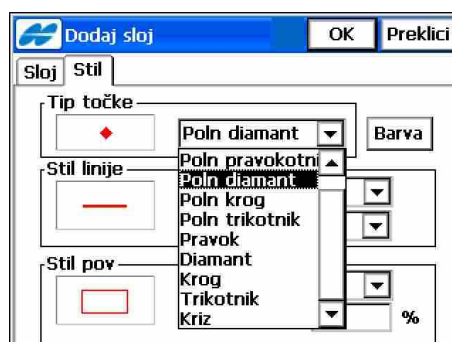 Dodaj sloj OK Preklici
Sloj Stil
Tip točke
Poln diamant Barva
Poln pravokotni
Poln diamant
Stil linije
Poln krog
Poln trikotnik
Pravok
Diamant
Stil pov
Krog
Trikotnik
Kriz %